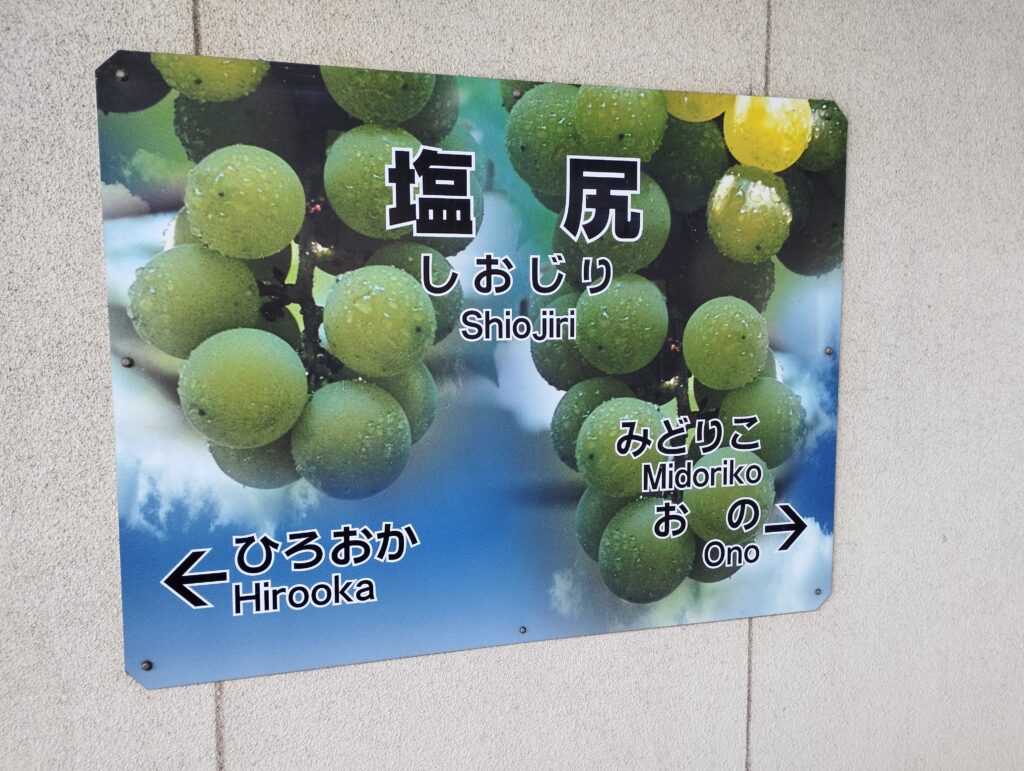 塩尻
しおじり
Shiojiri
みどりこ
Midoriko
おの
Ono
ひろおか
Hirooka